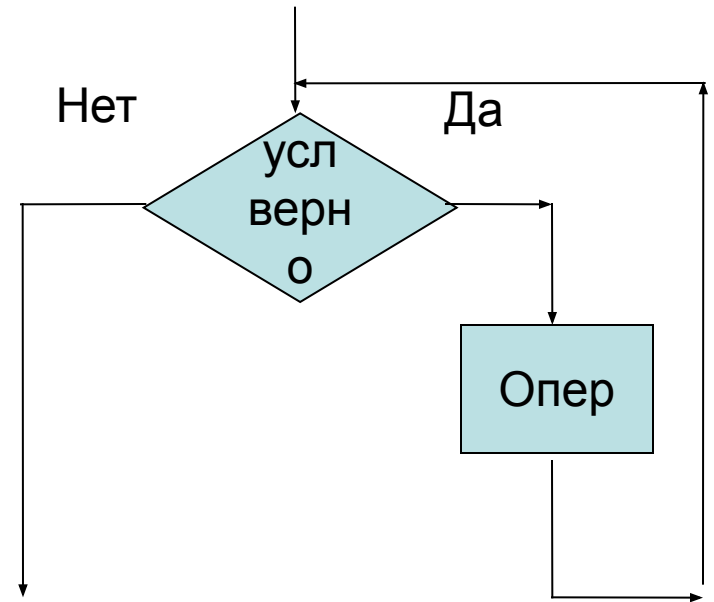 Нет
Да
усл
верн
о
Опер